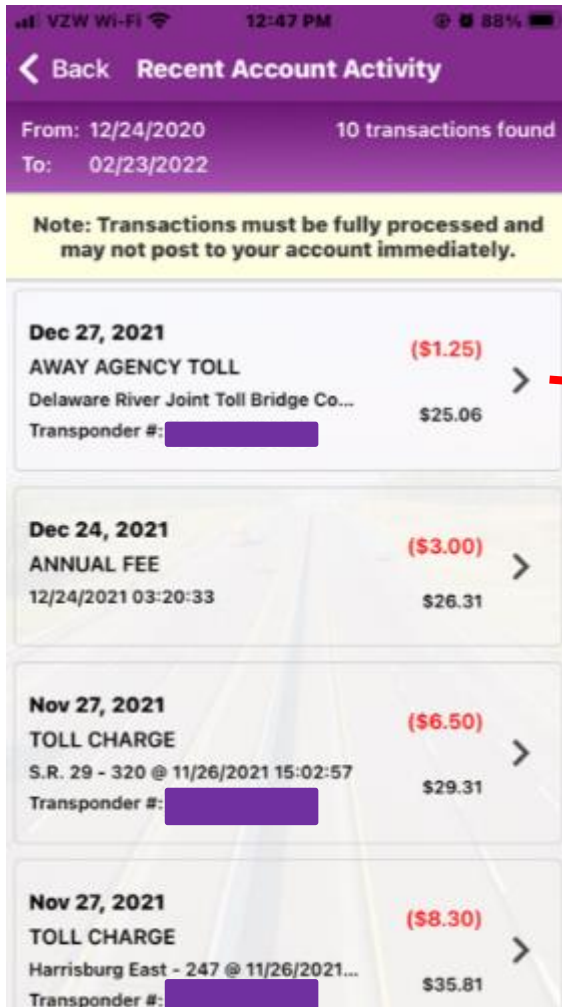 VZW Wi-Fi 12:47 PM 88%
Back Recent Account Activity
From: 12/24/2020 10 transactions found
To: 02/23/2022
Note: Transactions must be fully processed and
may not post to your account immediately.
Dec 27, 2021
($1.25)
AWAY AGENCY TOLL
Delaware River Joint Toll Bridge Co...
$25.06
Transponder #:
Dec 24, 2021
($3.00)
ANNUAL FEE
12/24/2021 03:20:33
$26.31
Nov 27, 2021
($6.50)
TOLL CHARGE
S.R. 29 - 320 @ 11/26/2021 15:02:57
$29.31
Transponder #:
Nov 27, 2021
($8.30)
TOLL CHARGE
Harrisburg East - 247 @ 11/26/2021...
$35.81
Transponder #: